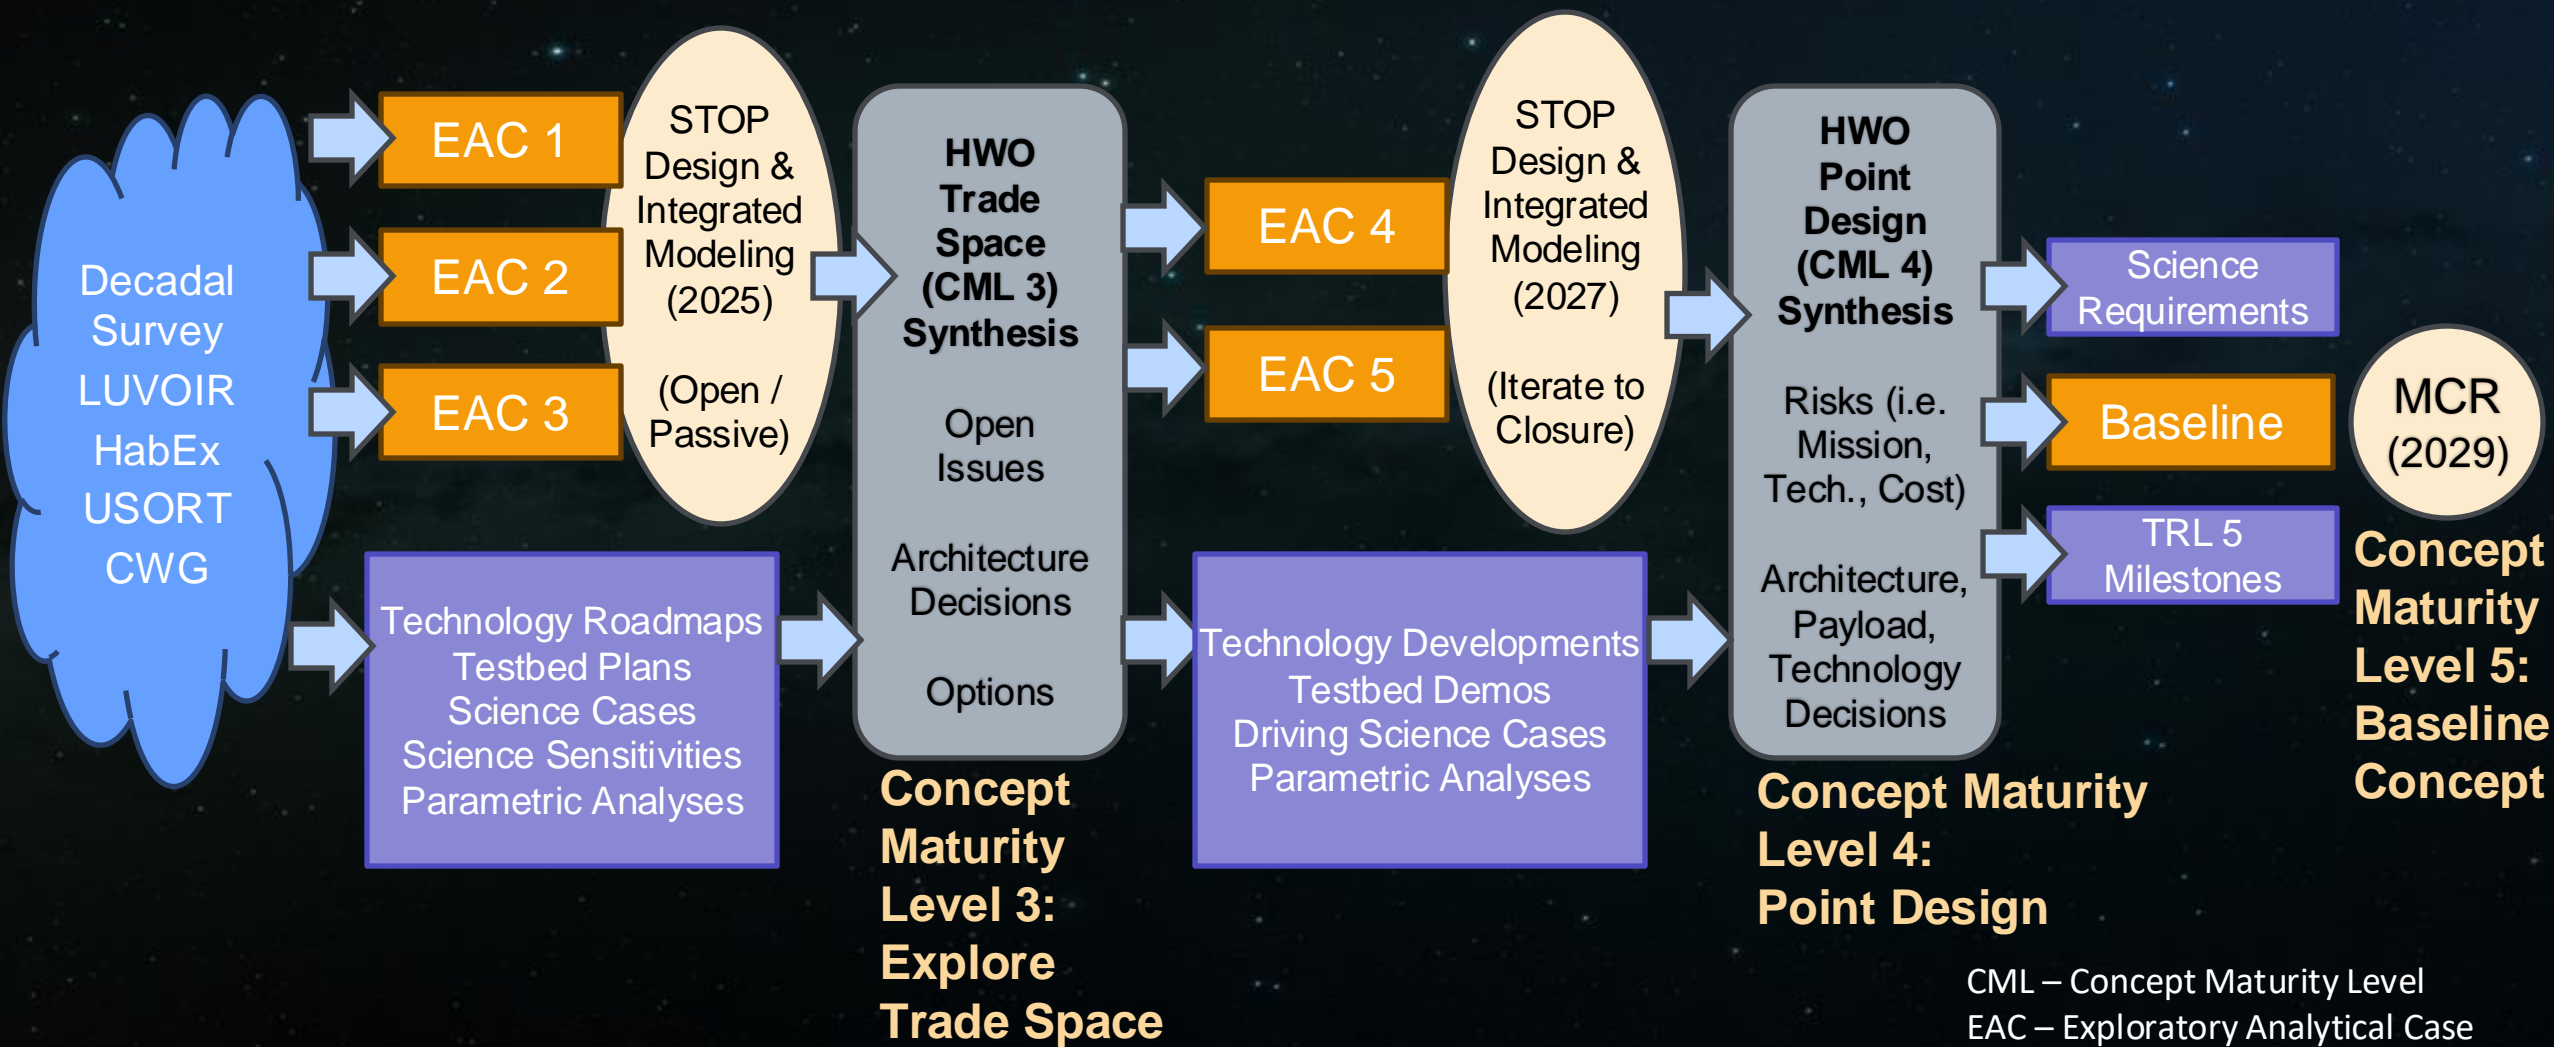 Decadal
Survey
LUVOIR
HabEx
USORT
CWG
EAC 1
EAC 2
EAC 3
STOP
Design &
Integrated
Modeling
(2025)
(Open /
Passive)
Technology Roadmaps
Testbed Plans
Science Cases
Science Sensitivities
Parametric Analyses
HWO
Trade
Space
(CML 3)
Synthesis
Open
Issues
Architecture
Decisions
Options
Concept
Maturity
Level 3:
Explore
Trade Space
EAC 4
EAC 5
STOP
Design &
Integrated
Modeling
(2027)
(Iterate to
Closure)
Technology Developments
Testbed Demos
Driving Science Cases
Parametric Analyses
HWO
Point
Design
(CML 4)
Synthesis
Risks (i.e.
Mission,
Tech., Cost)
Architecture,
Payload,
Technology
Decisions
Concept Maturity
Level 4:
Point Design
Science
Requirements
Baseline
TRL 5
Milestones
MCR
(2029)
Concept
Maturity
Level 5:
Baseline
Concept
CML – Concept Maturity Level
EAC – Exploratory Analytical Case